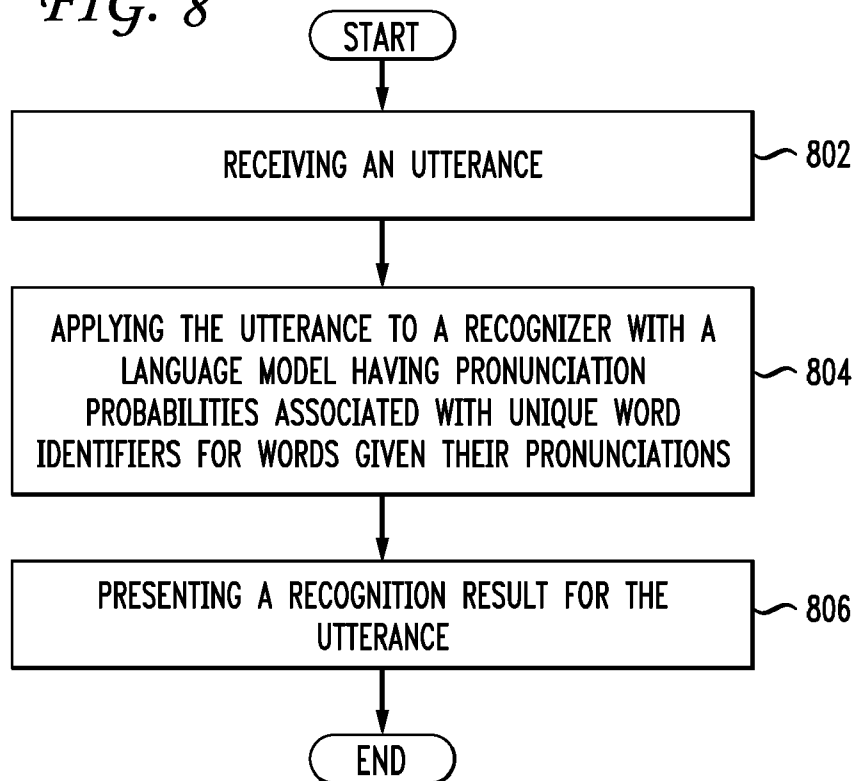 FIG. 8
START
RECEIVING AN UTTERANCE
802
APPLYING THE UTTERANCE TO A RECOGNIZER WITH A
LANGUAGE MODEL HAVING PRONUNCIATION
PROBABILITIES ASSOCIATED WITH UNIQUE WORD
IDENTIFIERS FOR WORDS GIVEN THEIR PRONUNCIATIONS
804
PRESENTING A RECOGNITION RESULT FOR THE
UTTERANCE
806
END